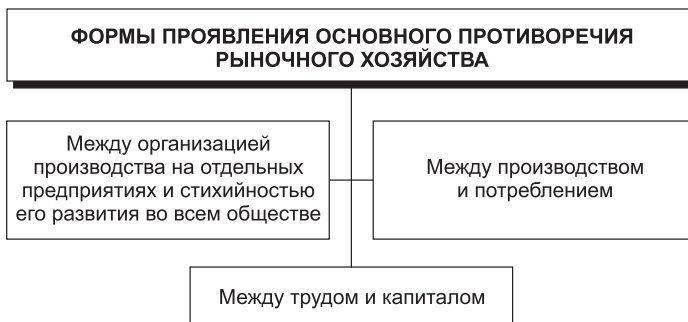 ФОРМЫ ПРОЯВЛЕНИЯ ОСНОВНОГО ПРОТИВОРЕЧИЯ
РЫНОЧНОГО ХОЗЯЙСТВА
Между организацией
производства на отдельных
предприятиях и стихийностью
его развития во всем обществе
Между производством
и потреблением
Между трудом и капиталом